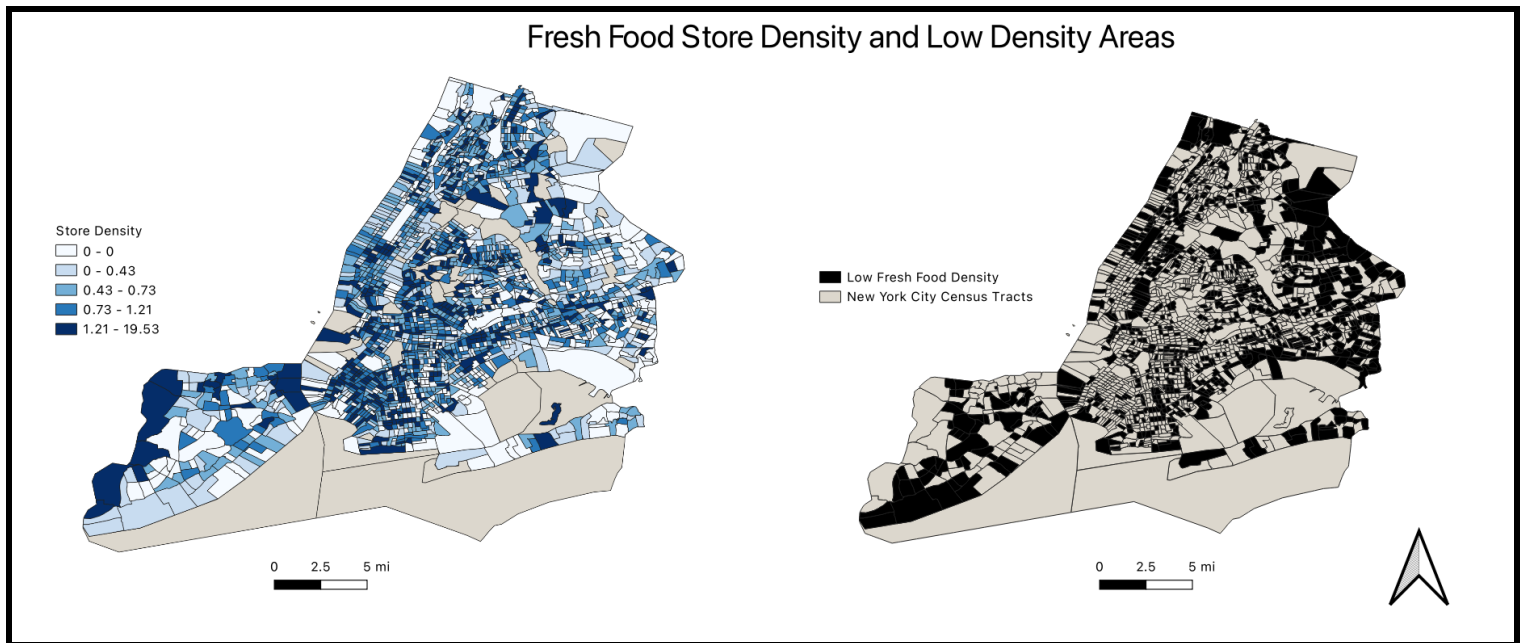 Fresh Food Store Density and Low Density Areas
Store Density
0 - 0
0 - 0.43
0.43 - 0.73
0.73 - 1.21
1.21 - 19.53
0 2.5 5 mi
Low Fresh Food Density
New York City Census Tracts
0 2.5 5 mi